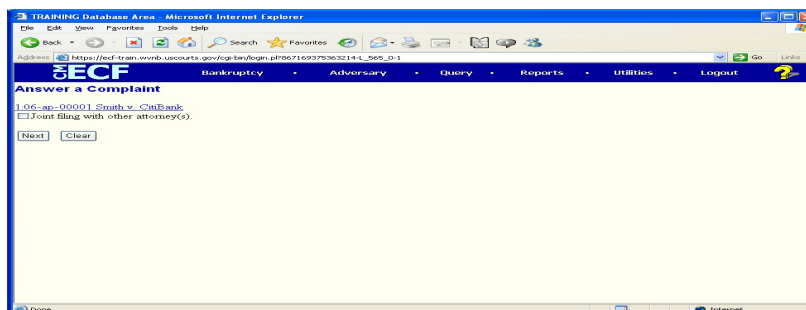 TRAINING Database Area - Microsoft Internet Explorer
File Edit View Favorites Tools Help
Back Search Favorites
Address https://ecf-train.wvnb.uscourts.gov/cgi-bin/login.pl?867169375363214-L_565_0-1 Go Links
CM ECF Bankruptcy Adversary Query Reports Utilities Logout ?
Answer a Complaint
1:06-ap-00001 Smith v. CitiBank
Joint filing with other attorney(s).
Next Clear
Done Internet